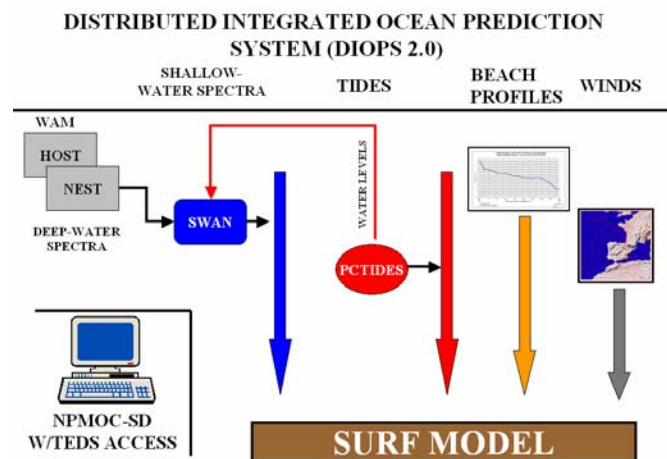 DISTRIBUTED INTEGRATED OCEAN PREDICTION
SYSTEM (DIOPS 2.0)
SHALLOW-
WATER SPECTRA
TIDES
BEACH
PROFILES
WINDS
WAM
HOST
NEST
DEEP-WATER
SPECTRA
SWAN
WATER LEVELS
PCTIDES
NPMOC-SD
W/TEDS ACCESS
SURF MODEL